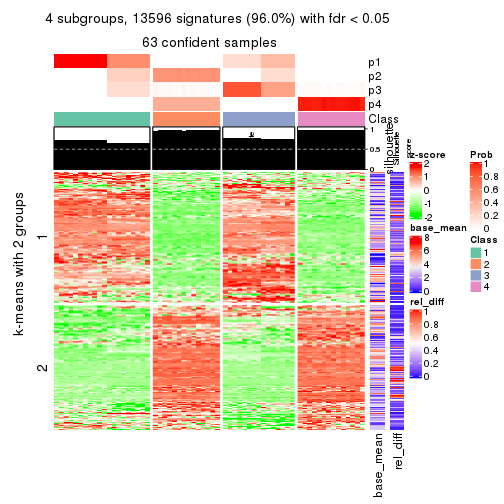 4 subgroups, 13596 signatures (96.0%) with fdr < 0.05
63 confident samples
p1
p2
p3
p4
Class
1
0.5
0
silhouette
Silhouette
score
k-means with 2 groups
1
2
base_mean
rel_diff
z-score
2
1
0
-1
-2
base_mean
8
6
4
2
0
rel_diff
1
0.8
0.6
0.4
0.2
0
Prob
1
0.8
0.6
0.4
0.2
0
Class
1
2
3
4